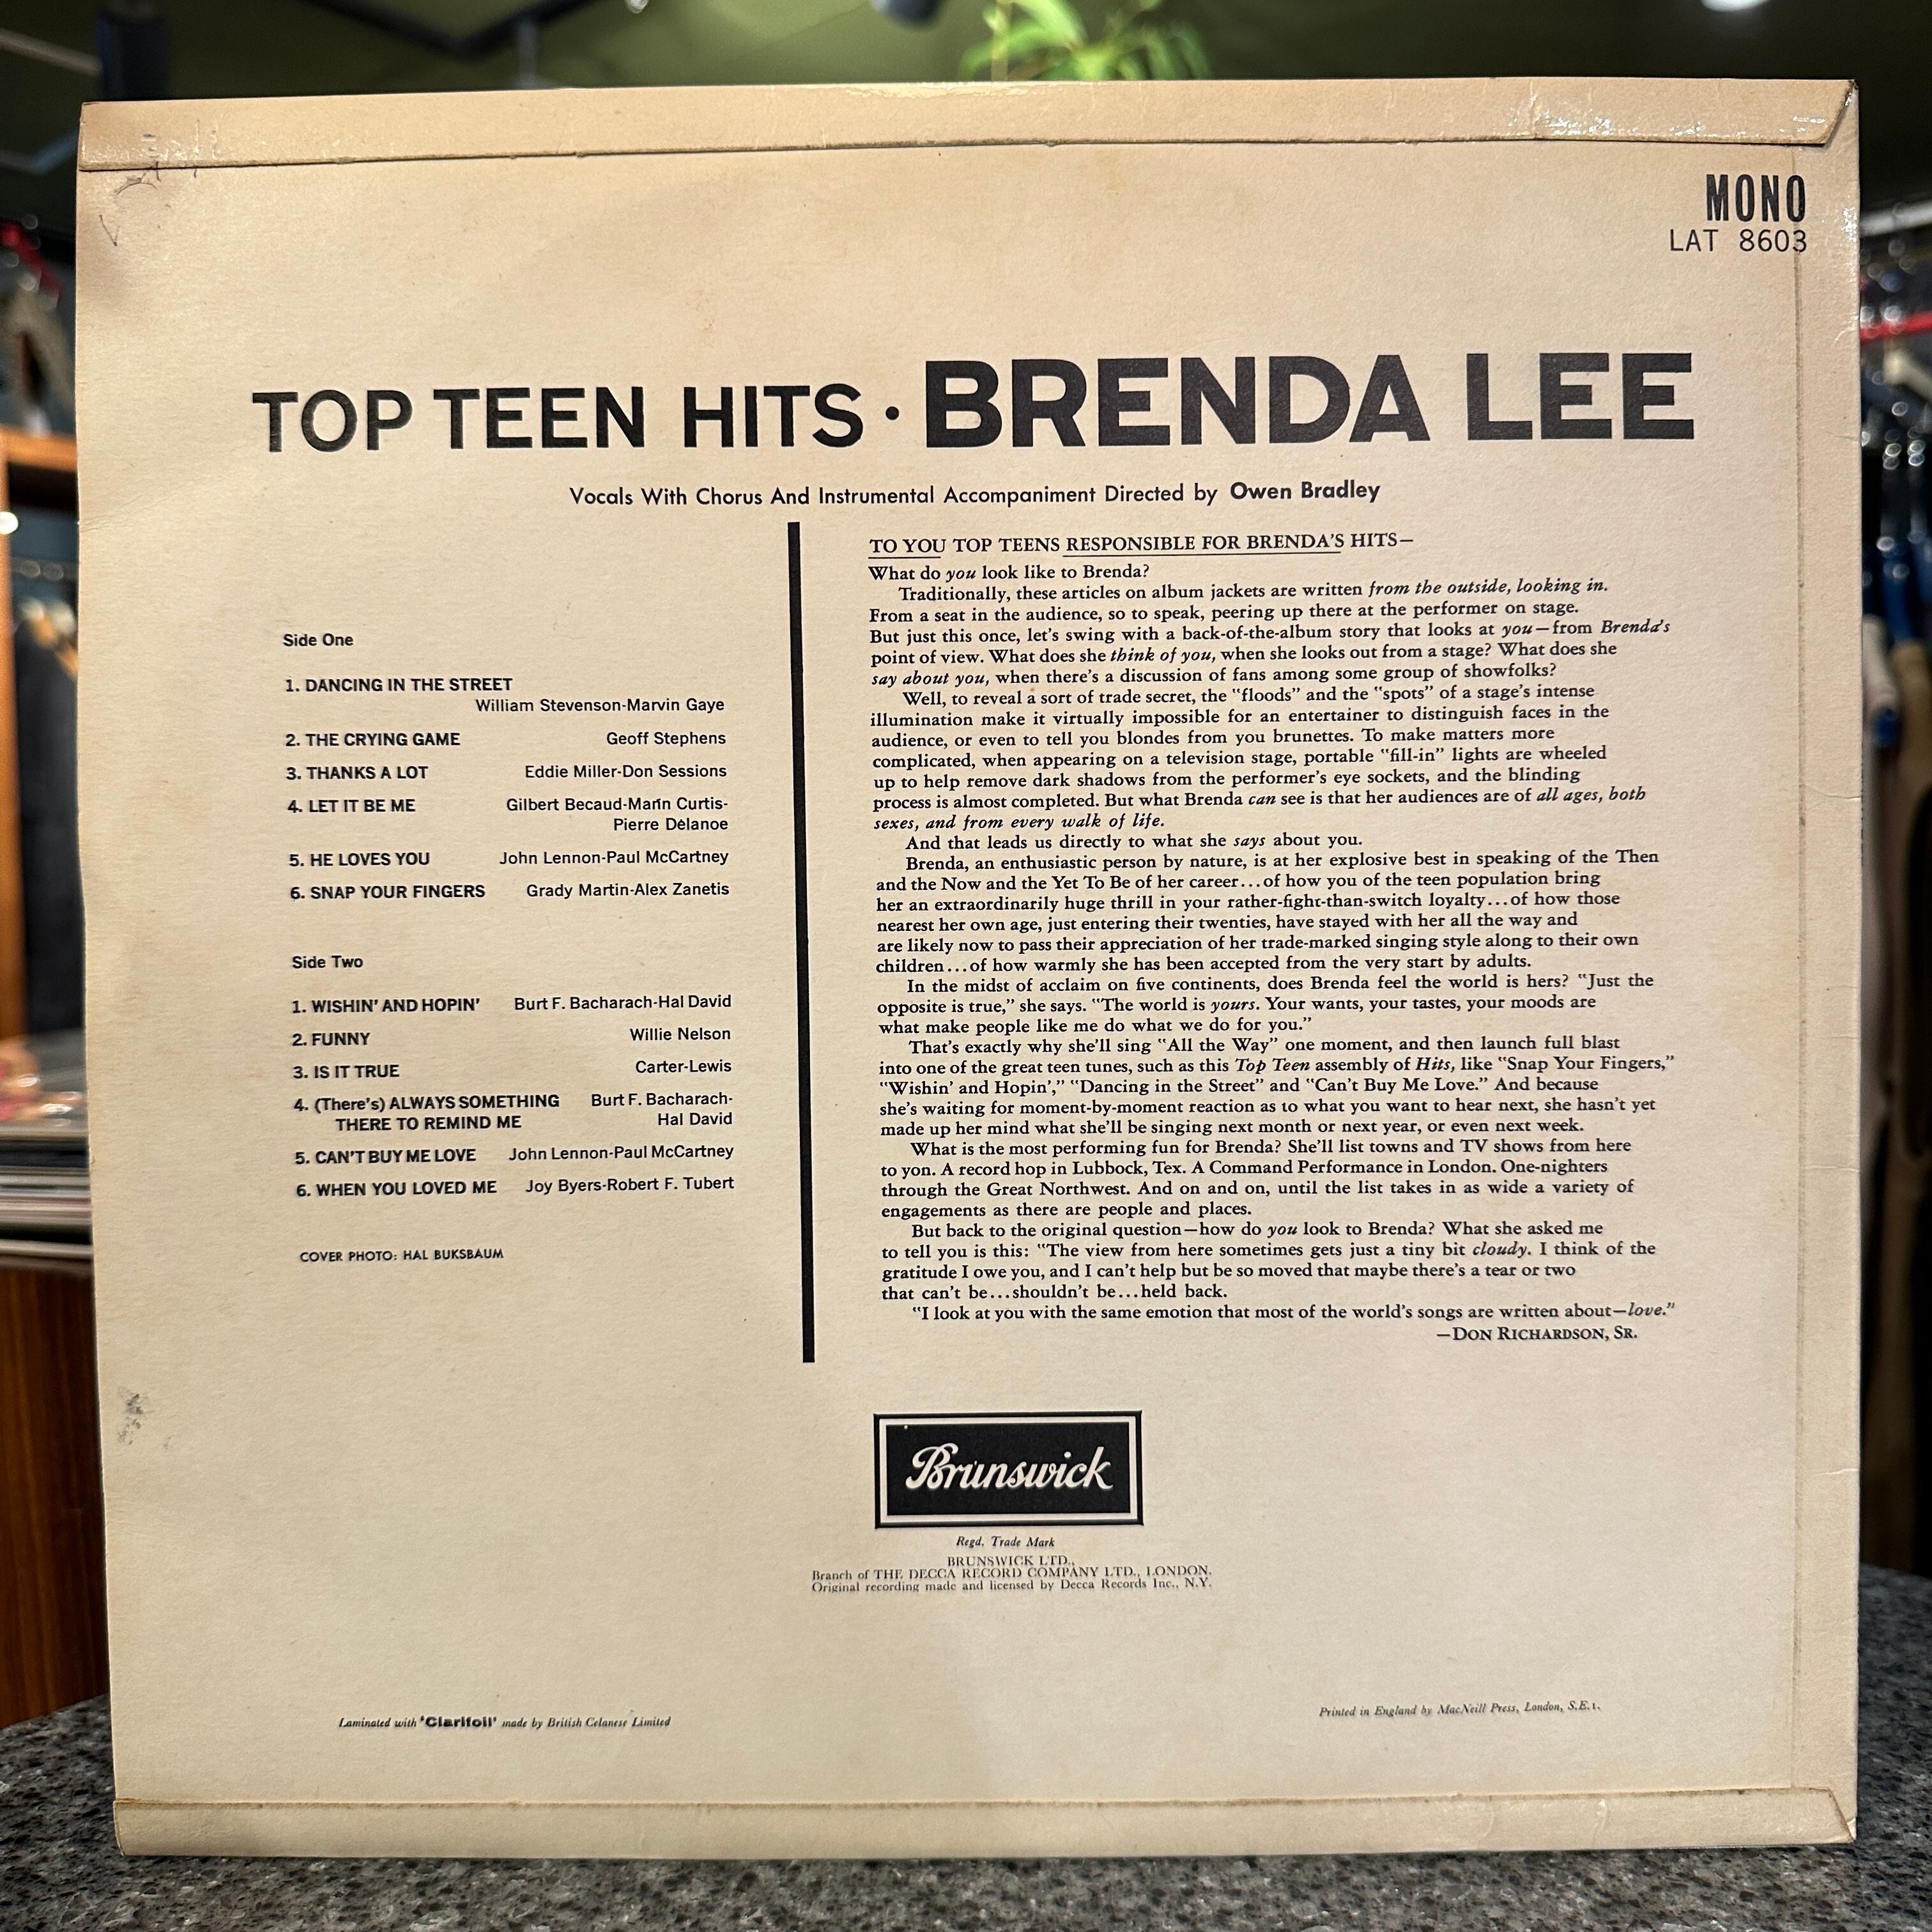 MONO
LAT 8603
TOP TEEN HITS · BRENDA LEE
Vocals With Chorus And Instrumental Accompaniment Directed by Owen Bradley
Side One
1. DANCING IN THE STREET
William Stevenson-Marvin Gaye
2. THE CRYING GAME Geoff Stephens
3. THANKS A LOT Eddie Miller-Don Sessions
4. LET IT BE ME Gilbert Becaud-Mann Curtis-
Pierre Delanoe
5. HE LOVES YOU John Lennon-Paul McCartney
6. SNAP YOUR FINGERS Grady Martin-Alex Zanetis
Side Two
1. WISHIN' AND HOPIN' Burt F. Bacharach-Hal David
2. FUNNY Willie Nelson
3. IS IT TRUE Carter-Lewis
4. (There's) ALWAYS SOMETHING Burt F. Bacharach-
THERE TO REMIND ME Hal David
5. CAN'T BUY ME LOVE John Lennon-Paul McCartney
6. WHEN YOU LOVED ME Joy Byers-Robert F. Tubert
COVER PHOTO: HAL BUKSBAUM
TO YOU TOP TEENS RESPONSIBLE FOR BRENDA'S HITS—
What do you look like to Brenda?
Traditionally, these articles on album jackets are written from the outside, looking in.
From a seat in the audience, so to speak, peering up there at the performer on stage.
But just this once, let's swing with a back-of-the-album story that looks at you—from Brenda's
point of view. What does she think of you, when she looks out from a stage? What does she
say about you, when there's a discussion of fans among some group of showfolks?
Well, to reveal a sort of trade secret, the "floods" and the "spots" of a stage's intense
illumination make it virtually impossible for an entertainer to distinguish faces in the
audience, or even to tell you blondes from you brunettes. To make matters more
complicated, when appearing on a television stage, portable "fill-in" lights are wheeled
up to help remove dark shadows from the performer's eye sockets, and the blinding
process is almost completed. But what Brenda can see is that her audiences are of all ages, both
sexes, and from every walk of life.
And that leads us directly to what she says about you.
Brenda, an enthusiastic person by nature, is at her explosive best in speaking of the Then
and the Now and the Yet To Be of her career...of how you of the teen population bring
her an extraordinarily huge thrill in your rather-fight-than-switch loyalty...of how those
nearest her own age, just entering their twenties, have stayed with her all the way and
are likely now to pass their appreciation of her trade-marked singing style along to their own
children...of how warmly she has been accepted from the very start by adults.
In the midst of acclaim on five continents, does Brenda feel the world is hers? "Just the
opposite is true," she says. "The world is yours. Your wants, your tastes, your moods are
what make people like me do what we do for you."
That's exactly why she'll sing "All the Way" one moment, and then launch full blast
into one of the great teen tunes, such as this Top Teen assembly of Hits, like "Snap Your Fingers,"
"Wishin' and Hopin'," "Dancing in the Street" and "Can't Buy Me Love." And because
she's waiting for moment-by-moment reaction as to what you want to hear next, she hasn't yet
made up her mind what she'll be singing next month or next year, or even next week.
What is the most performing fun for Brenda? She'll list towns and TV shows from here
to yon. A record hop in Lubbock, Tex. A Command Performance in London. One-nighters
through the Great Northwest. And on and on, until the list takes in as wide a variety of
engagements as there are people and places.
But back to the original question—how do you look to Brenda? What she asked me
to tell you is this: "The view from here sometimes gets just a tiny bit cloudy. I think of the
gratitude I owe you, and I can't help but be so moved that maybe there's a tear or two
that can't be...shouldn't be...held back.
"I look at you with the same emotion that most of the world's songs are written about—love."
—DON RICHARDSON, SR.
Brunswick
Regd. Trade Mark
BRUNSWICK LTD.,
Branch of THE DECCA RECORD COMPANY LTD., LONDON.
Original recording made and licensed by Decca Records Inc., N.Y.
Laminated with 'Clarifoil' made by British Celanese Limited
Printed in England by MacNeill Press, London, S.E.1.